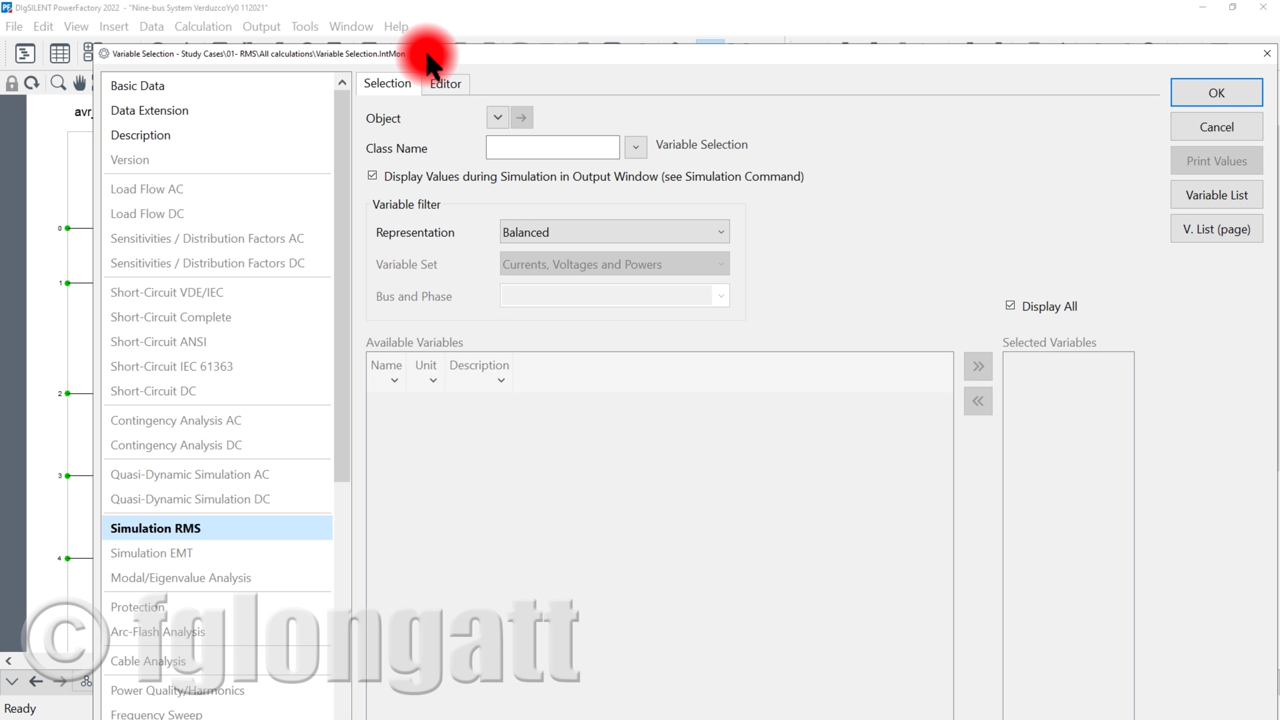 DIgSILENT PowerFactory 2022 - "Nine-bus System VerduzcoYy0 112021"
File Edit View Insert Data Calculation Output Tools Window Help
Variable Selection - Study Cases\01- RMS\All calculations\Variable Selection.IntMon
avr_
0
1
2
3
4
Basic Data
Data Extension
Description
Version
Load Flow AC
Load Flow DC
Sensitivities / Distribution Factors AC
Sensitivities / Distribution Factors DC
Short-Circuit VDE/IEC
Short-Circuit Complete
Short-Circuit ANSI
Short-Circuit IEC 61363
Short-Circuit DC
Contingency Analysis AC
Contingency Analysis DC
Quasi-Dynamic Simulation AC
Quasi-Dynamic Simulation DC
Simulation RMS
Simulation EMT
Modal/Eigenvalue Analysis
Protection
Arc-Flash Analysis
Cable Analysis
Power Quality/Harmonics
Frequency Sweep
Selection Editor
Object
Class Name
Variable Selection
Display Values during Simulation in Output Window (see Simulation Command)
Variable filter
Representation Balanced
Variable Set Currents, Voltages and Powers
Bus and Phase
Display All
Available Variables
Name Unit Description
Selected Variables
OK
Cancel
Print Values
Variable List
V. List (page)
© fglongatt
Ready